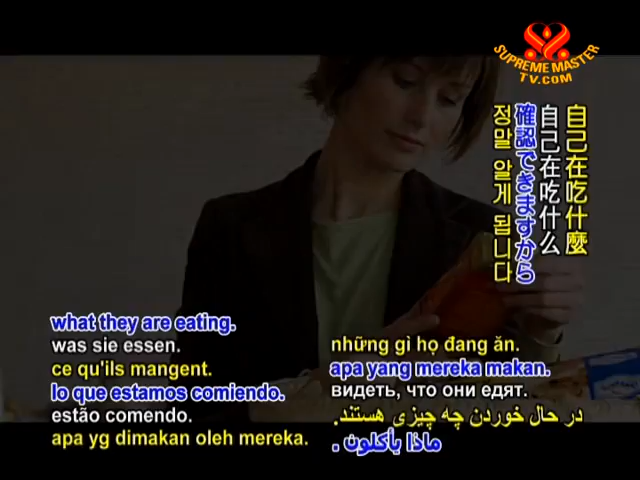 SUPREME MASTER
TV.COM
自己在吃什麼
自己在吃什么
確認できますから
정말 알게 됩니다
what they are eating.
was sie essen.
ce qu'ils mangent.
lo que estamos comiendo.
estão comendo.
apa yg dimakan oleh mereka.
những gì họ đang ăn.
apa yang mereka makan.
видеть, что они едят.
در حال خوردن چه چیزی هستند.
ماذا يأكلون .